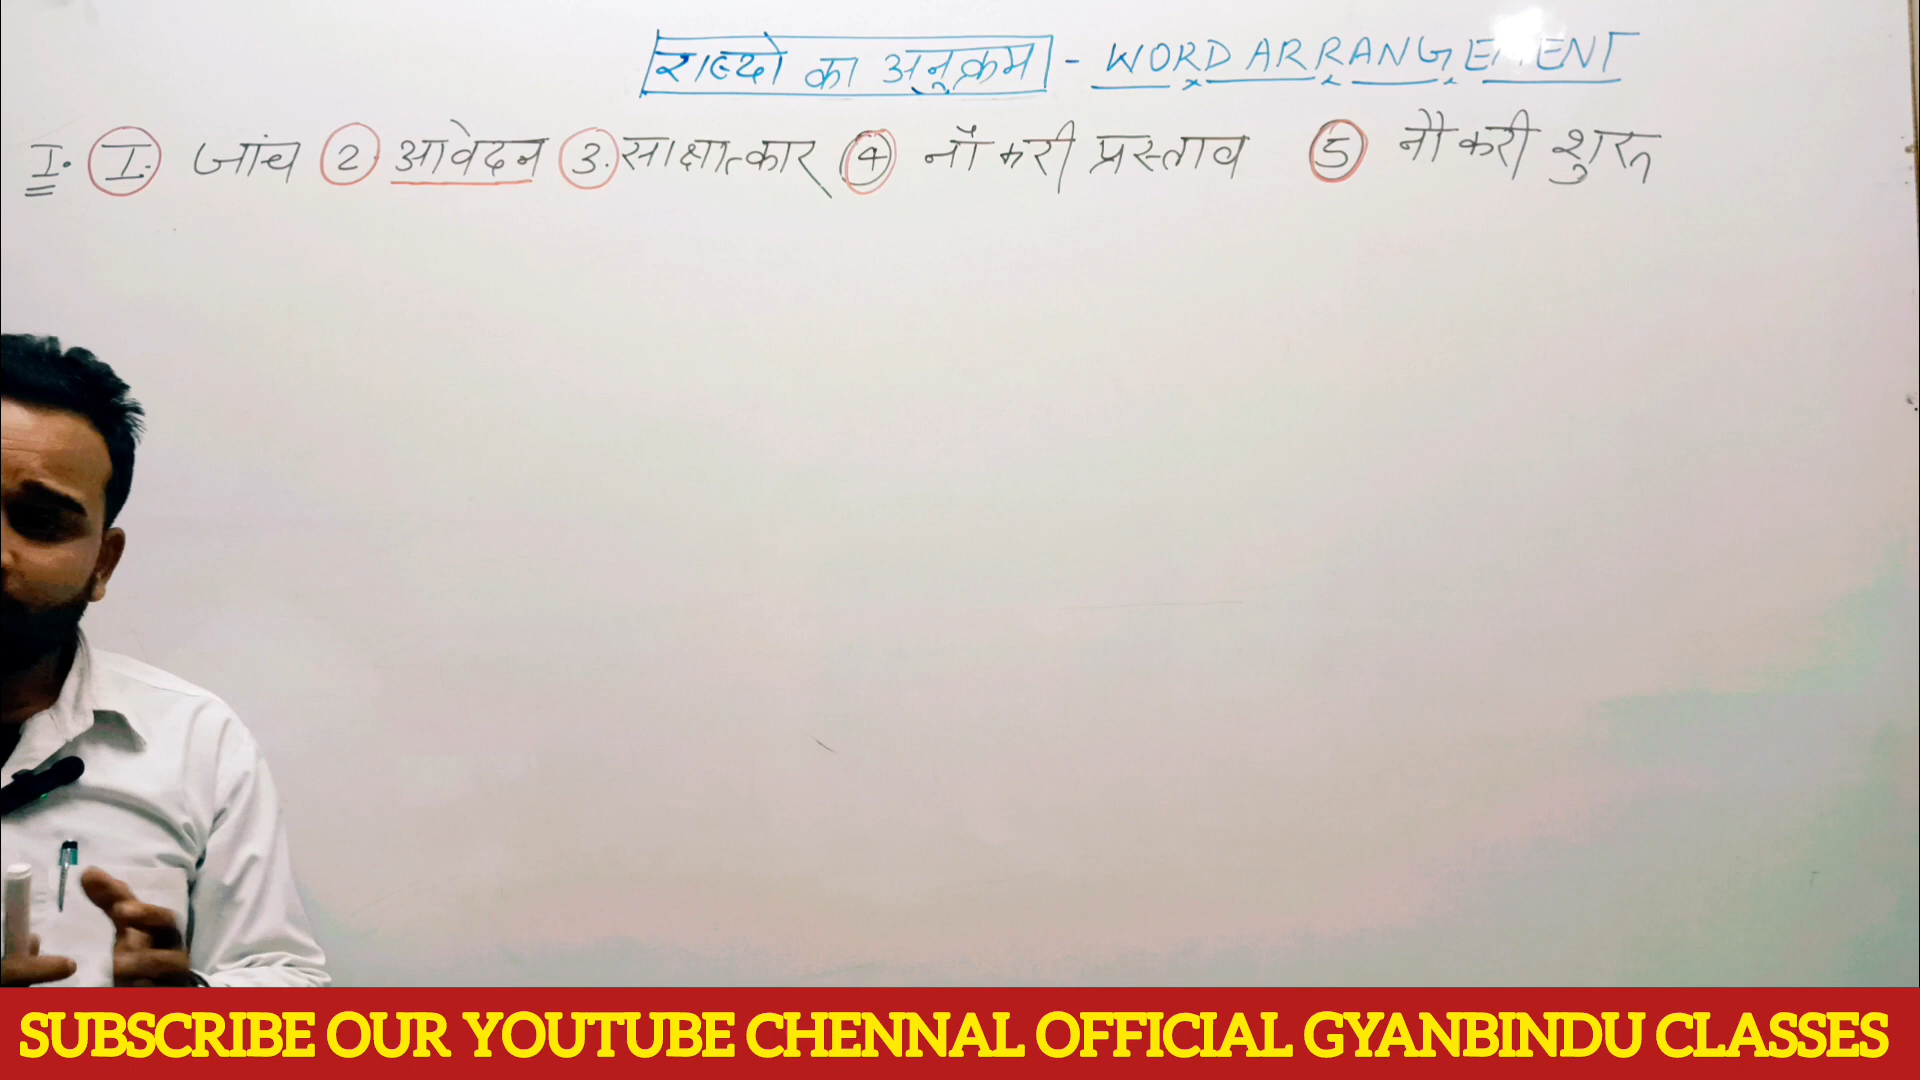 शब्दो का अनुक्रम - WORD ARRANGEMENT
I. I. जांच 2 आवेदन 3. साक्षात्कार 4 नौकरी प्रस्ताव 5 नौकरी शुरू
SUBSCRIBE OUR YOUTUBE CHENNAL OFFICIAL GYANBINDU CLASSES